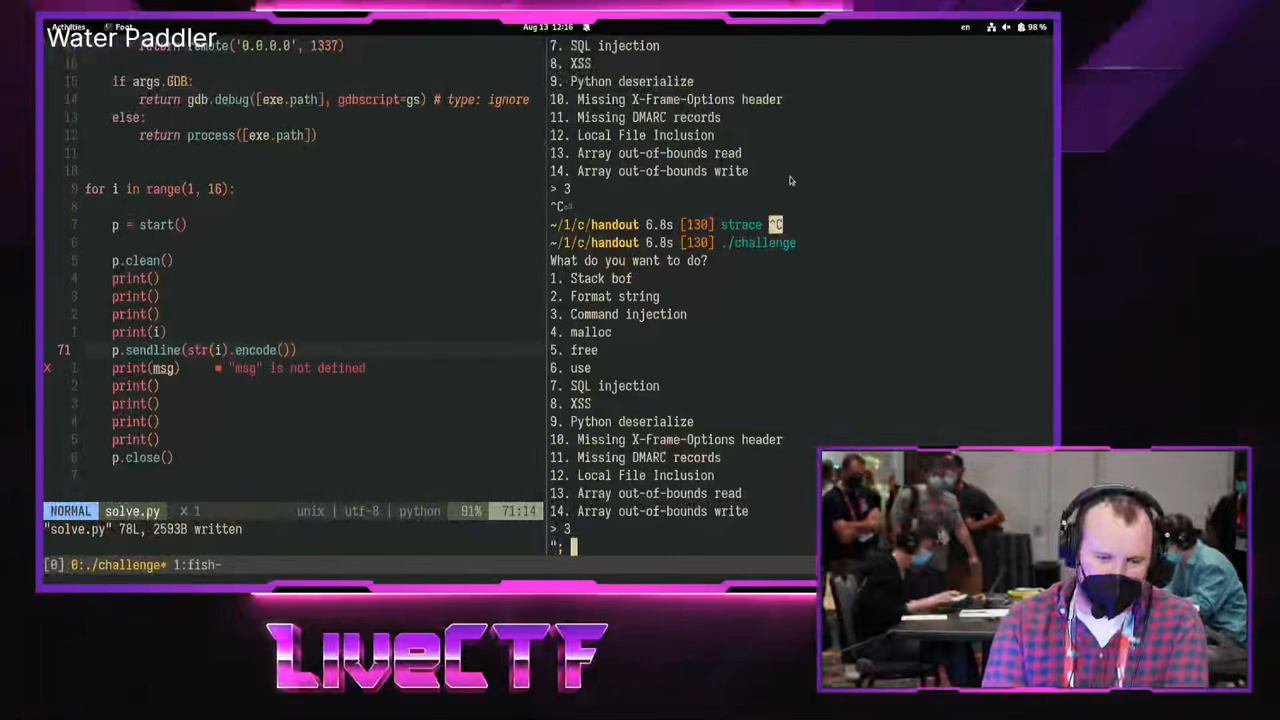 Activities
Foot
Aug 13 12:16
en
98 %
Water Paddler
return remote('0.0.0.0', 1337)
16
15 if args.GDB:
14 return gdb.debug([exe.path], gdbscript=gs) # type: ignore
13 else:
12 return process([exe.path])
11
10
9 for i in range(1, 16):
8
7 p = start()
6
5 p.clean()
4 print()
3 print()
2 print()
1 print(i)
71 p.sendline(str(i).encode())
X 1 print(msg) ■ "msg" is not defined
2 print()
3 print()
4 print()
5 print()
6 p.close()
7
NORMAL solve.py × 1 unix | utf-8 | python 91% 71:14
"solve.py" 78L, 2593B written
[0] 0:./challenge* 1:fish-
7. SQL injection
8. XSS
9. Python deserialize
10. Missing X-Frame-Options header
11. Missing DMARC records
12. Local File Inclusion
13. Array out-of-bounds read
14. Array out-of-bounds write
> 3
^C⏎
~/1/c/handout 6.8s [130] strace ^C
~/1/c/handout 6.8s [130] ./challenge
What do you want to do?
1. Stack bof
2. Format string
3. Command injection
4. malloc
5. free
6. use
7. SQL injection
8. XSS
9. Python deserialize
10. Missing X-Frame-Options header
11. Missing DMARC records
12. Local File Inclusion
13. Array out-of-bounds read
14. Array out-of-bounds write
> 3
";
LiveCTF